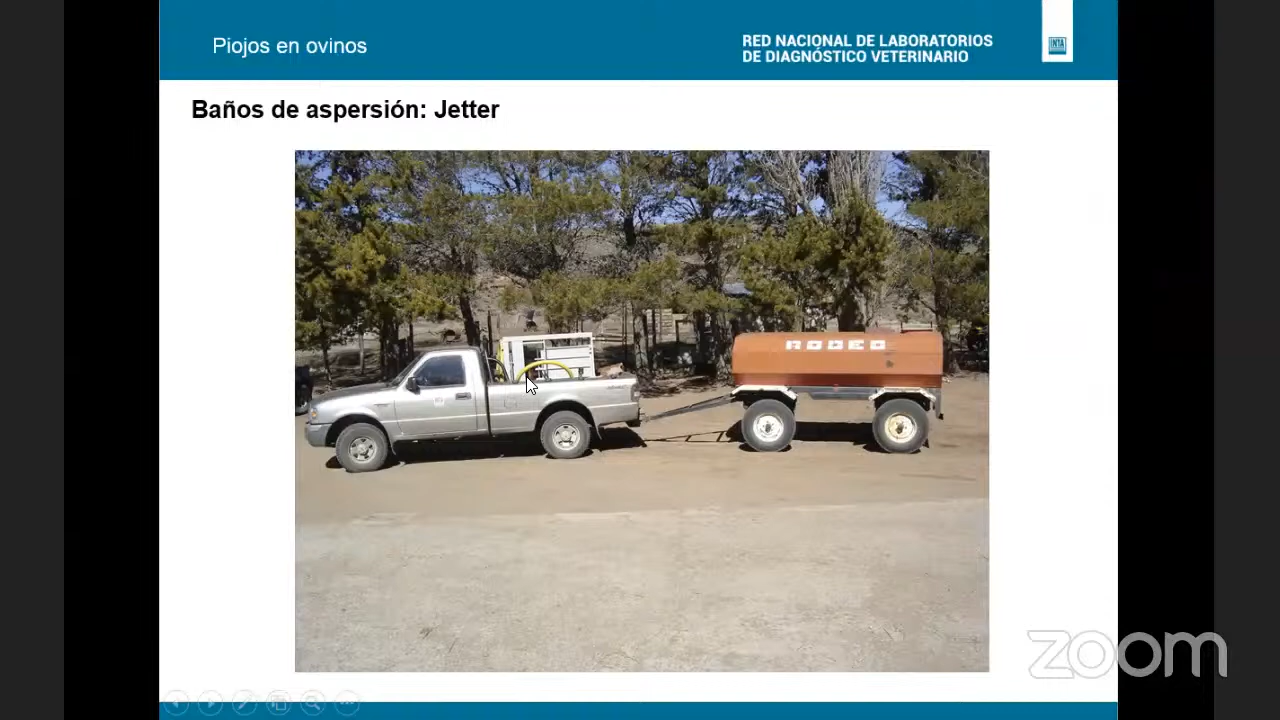 Piojos en ovinos
RED NACIONAL DE LABORATORIOS
DE DIAGNÓSTICO VETERINARIO
INTA
Baños de aspersión: Jetter
RODEO
zoom